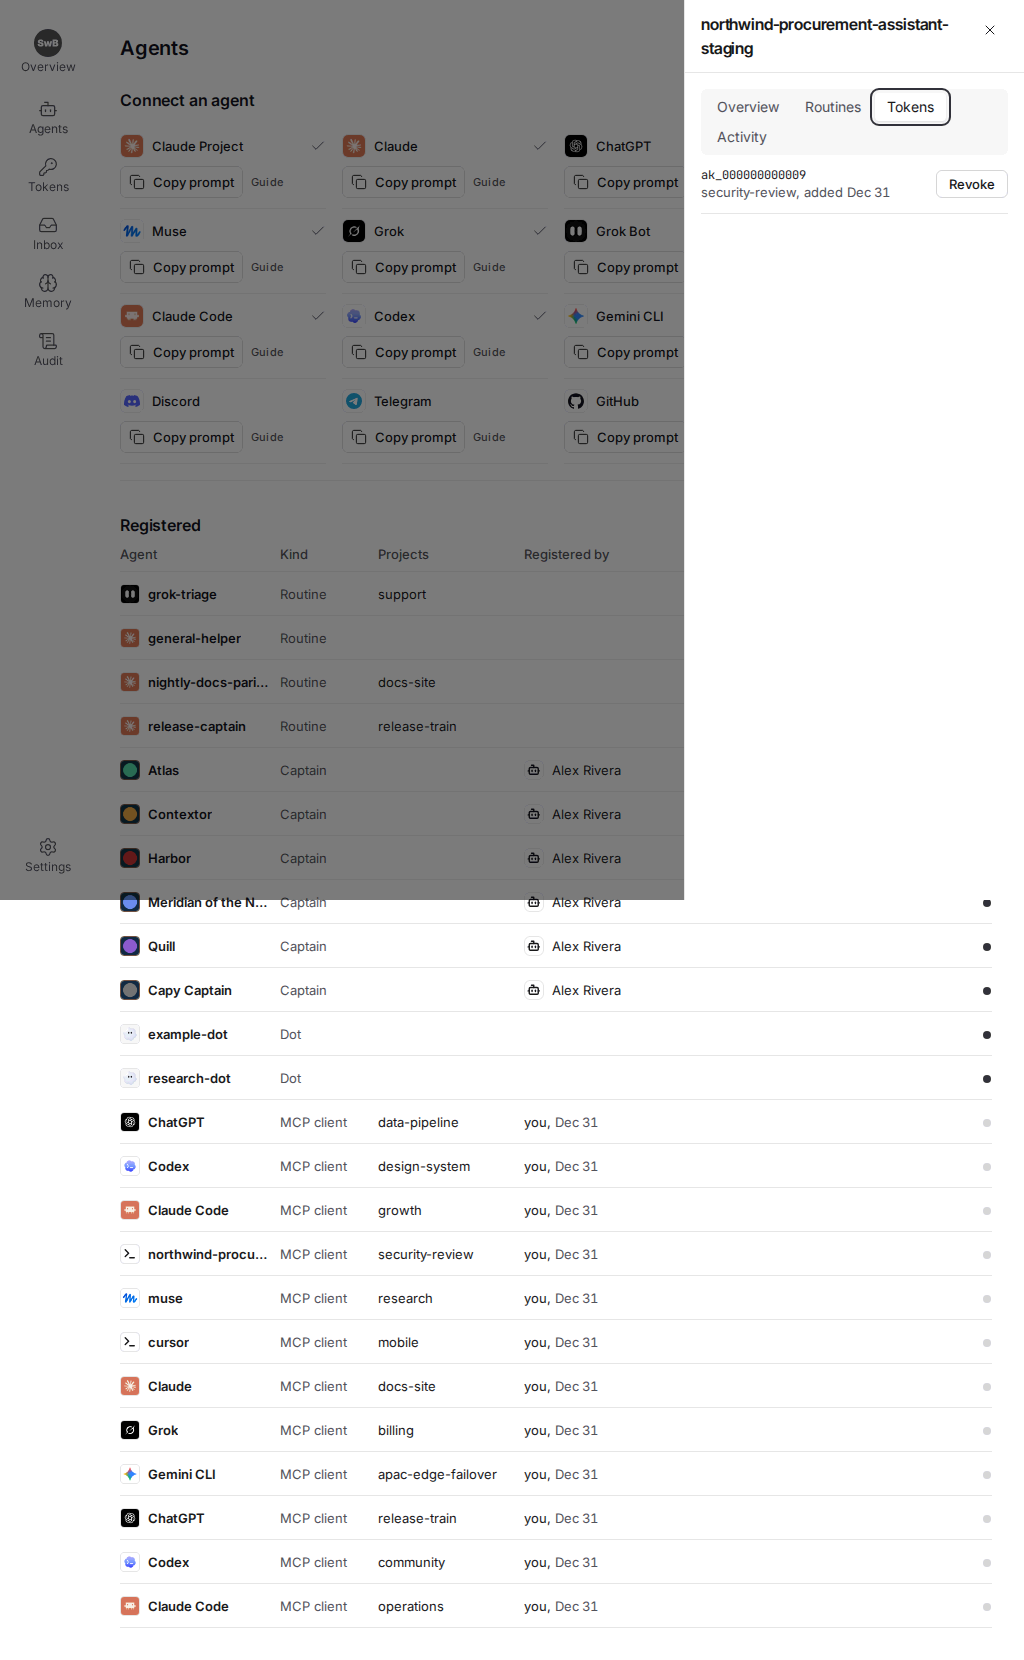 SwB
Overview
Agents
Tokens
Inbox
Memory
Audit
Settings
Agents
Connect an agent
Claude Project
Copy prompt Guide
Claude
Copy prompt Guide
ChatGPT
Copy prompt
Muse
Copy prompt Guide
Grok
Copy prompt Guide
Grok Bot
Copy prompt
Claude Code
Copy prompt Guide
Codex
Copy prompt Guide
Gemini CLI
Copy prompt
Discord
Copy prompt Guide
Telegram
Copy prompt Guide
GitHub
Copy prompt
Registered
Agent Kind Projects Registered by
grok-triage Routine support
general-helper Routine
nightly-docs-pari... Routine docs-site
release-captain Routine release-train
Atlas Captain Alex Rivera
Contextor Captain Alex Rivera
Harbor Captain Alex Rivera
Meridian of the N... Captain Alex Rivera
Quill Captain Alex Rivera
Capy Captain Captain Alex Rivera
example-dot Dot
research-dot Dot
ChatGPT MCP client data-pipeline you, Dec 31
Codex MCP client design-system you, Dec 31
Claude Code MCP client growth you, Dec 31
northwind-procu... MCP client security-review you, Dec 31
muse MCP client research you, Dec 31
cursor MCP client mobile you, Dec 31
Claude MCP client docs-site you, Dec 31
Grok MCP client billing you, Dec 31
Gemini CLI MCP client apac-edge-failover you, Dec 31
ChatGPT MCP client release-train you, Dec 31
Codex MCP client community you, Dec 31
Claude Code MCP client operations you, Dec 31
northwind-procurement-assistant-
staging
Overview Routines Tokens
Activity
ak_000000000009
security-review, added Dec 31
Revoke